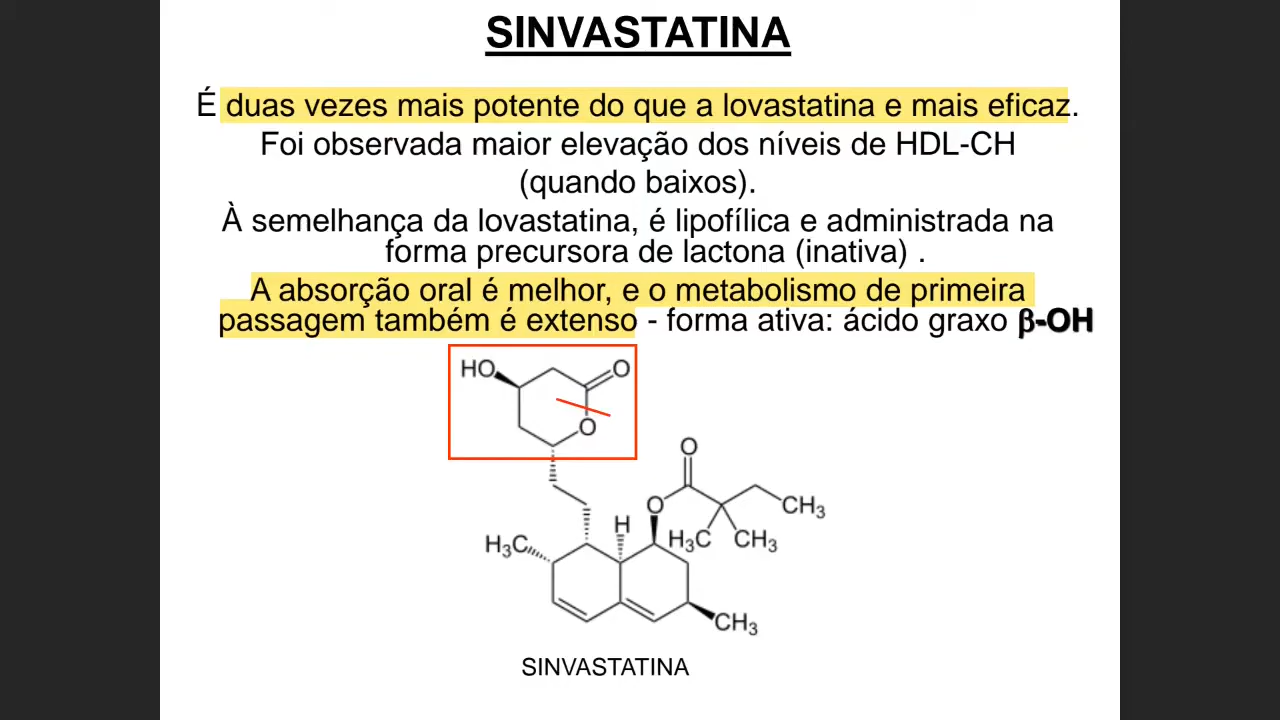 SINVASTATINA
É duas vezes mais potente do que a lovastatina e mais eficaz.
Foi observada maior elevação dos níveis de HDL-CH
(quando baixos).
À semelhança da lovastatina, é lipofílica e administrada na
forma precursora de lactona (inativa) .
A absorção oral é melhor, e o metabolismo de primeira
passagem também é extenso - forma ativa: ácido graxo β-OH
HO
O
O
O
O
CH₃
H
H₃C
CH₃
H₃C
CH₃
SINVASTATINA